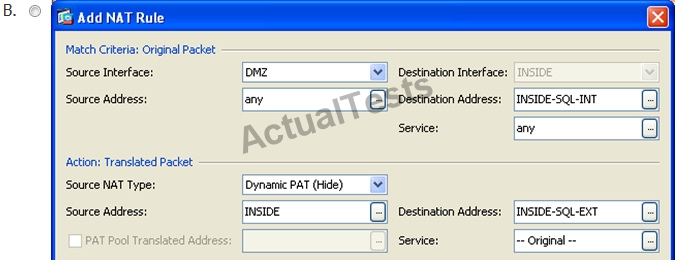 B.
Add NAT Rule
Match Criteria: Original Packet
Source Interface: DMZ Destination Interface: INSIDE
Source Address: any ... Destination Address: INSIDE-SQL-INT ...
Service: any ...
ActualTests
Action: Translated Packet
Source NAT Type: Dynamic PAT (Hide)
Source Address: INSIDE ... Destination Address: INSIDE-SQL-EXT ...
PAT Pool Translated Address: ... Service: -- Original -- ...